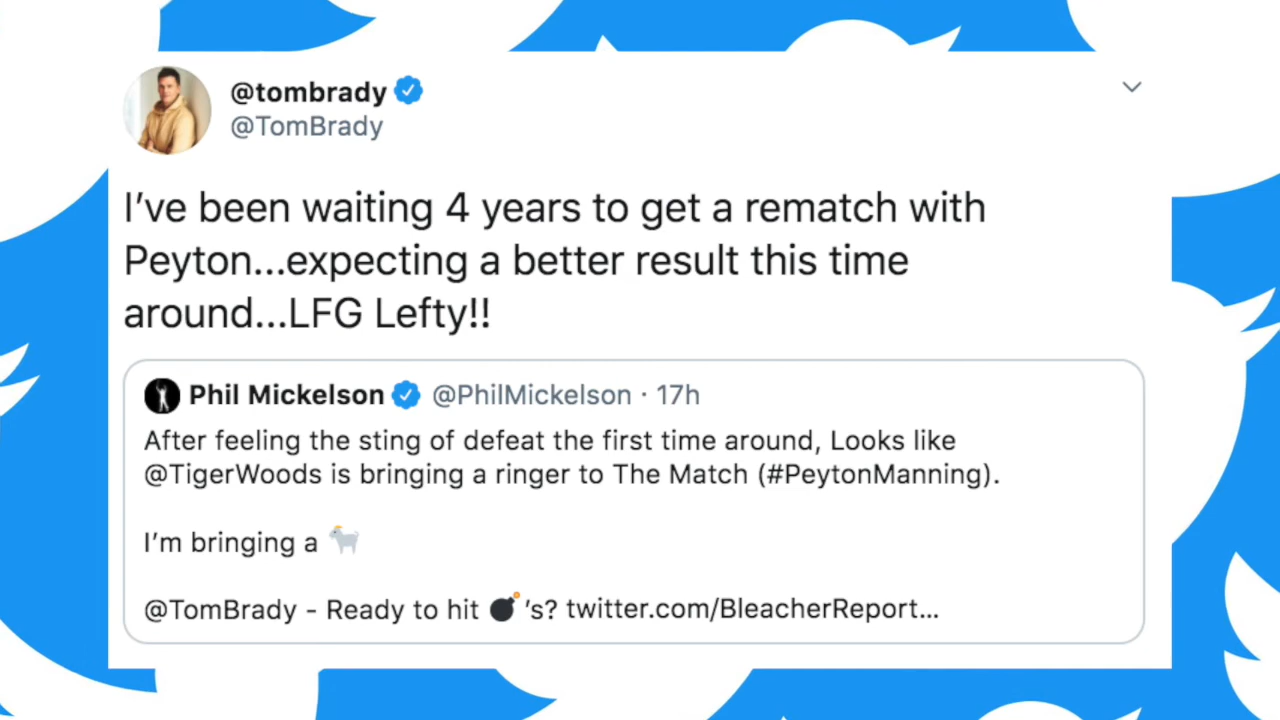 @tombrady
@TomBrady
I’ve been waiting 4 years to get a rematch with
Peyton...expecting a better result this time
around...LFG Lefty!!
Phil Mickelson @PhilMickelson · 17h
After feeling the sting of defeat the first time around, Looks like
@TigerWoods is bringing a ringer to The Match (#PeytonManning).
I’m bringing a 🐐
@TomBrady - Ready to hit 💣’s? twitter.com/BleacherReport...